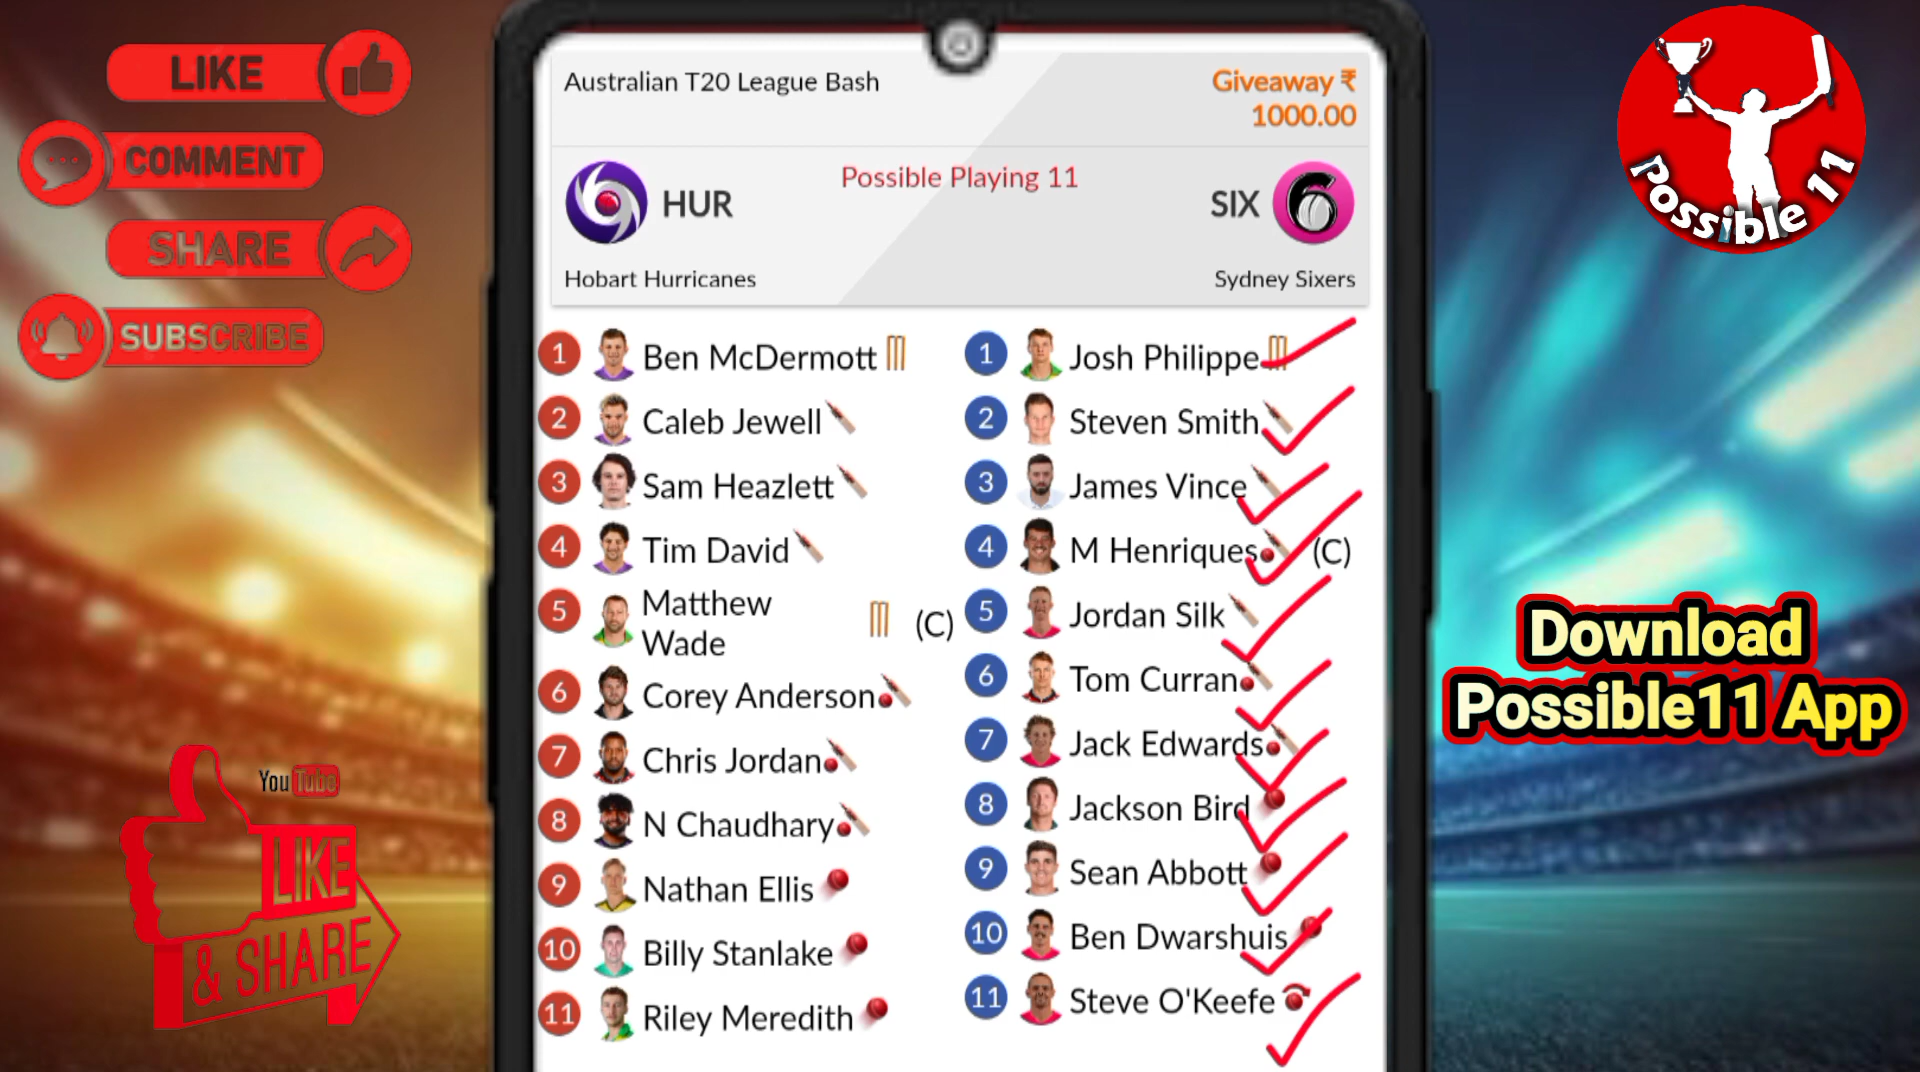 LIKE
COMMENT
SHARE
SUBSCRIBE
Australian T20 League Bash
Giveaway ₹
1000.00
Possible Playing 11
HUR
SIX
6
Hobart Hurricanes
Sydney Sixers
1 Ben McDermott
2 Caleb Jewell
3 Sam Heazlett
4 Tim David
5 Matthew
Wade (C)
6 Corey Anderson
7 Chris Jordan
8 N Chaudhary
9 Nathan Ellis
10 Billy Stanlake
11 Riley Meredith
1 Josh Philippe
2 Steven Smith
3 James Vince
4 M Henriques (C)
5 Jordan Silk
6 Tom Curran
7 Jack Edwards
8 Jackson Bird
9 Sean Abbott
10 Ben Dwarshuis
11 Steve O'Keefe
Possible 11
Download
Possible11 App
YouTube
LIKE
& SHARE